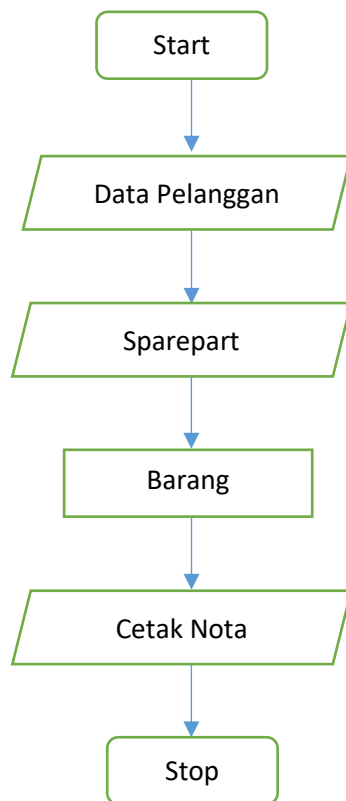 Start
Data Pelanggan
Sparepart
Barang
Cetak Nota
Stop